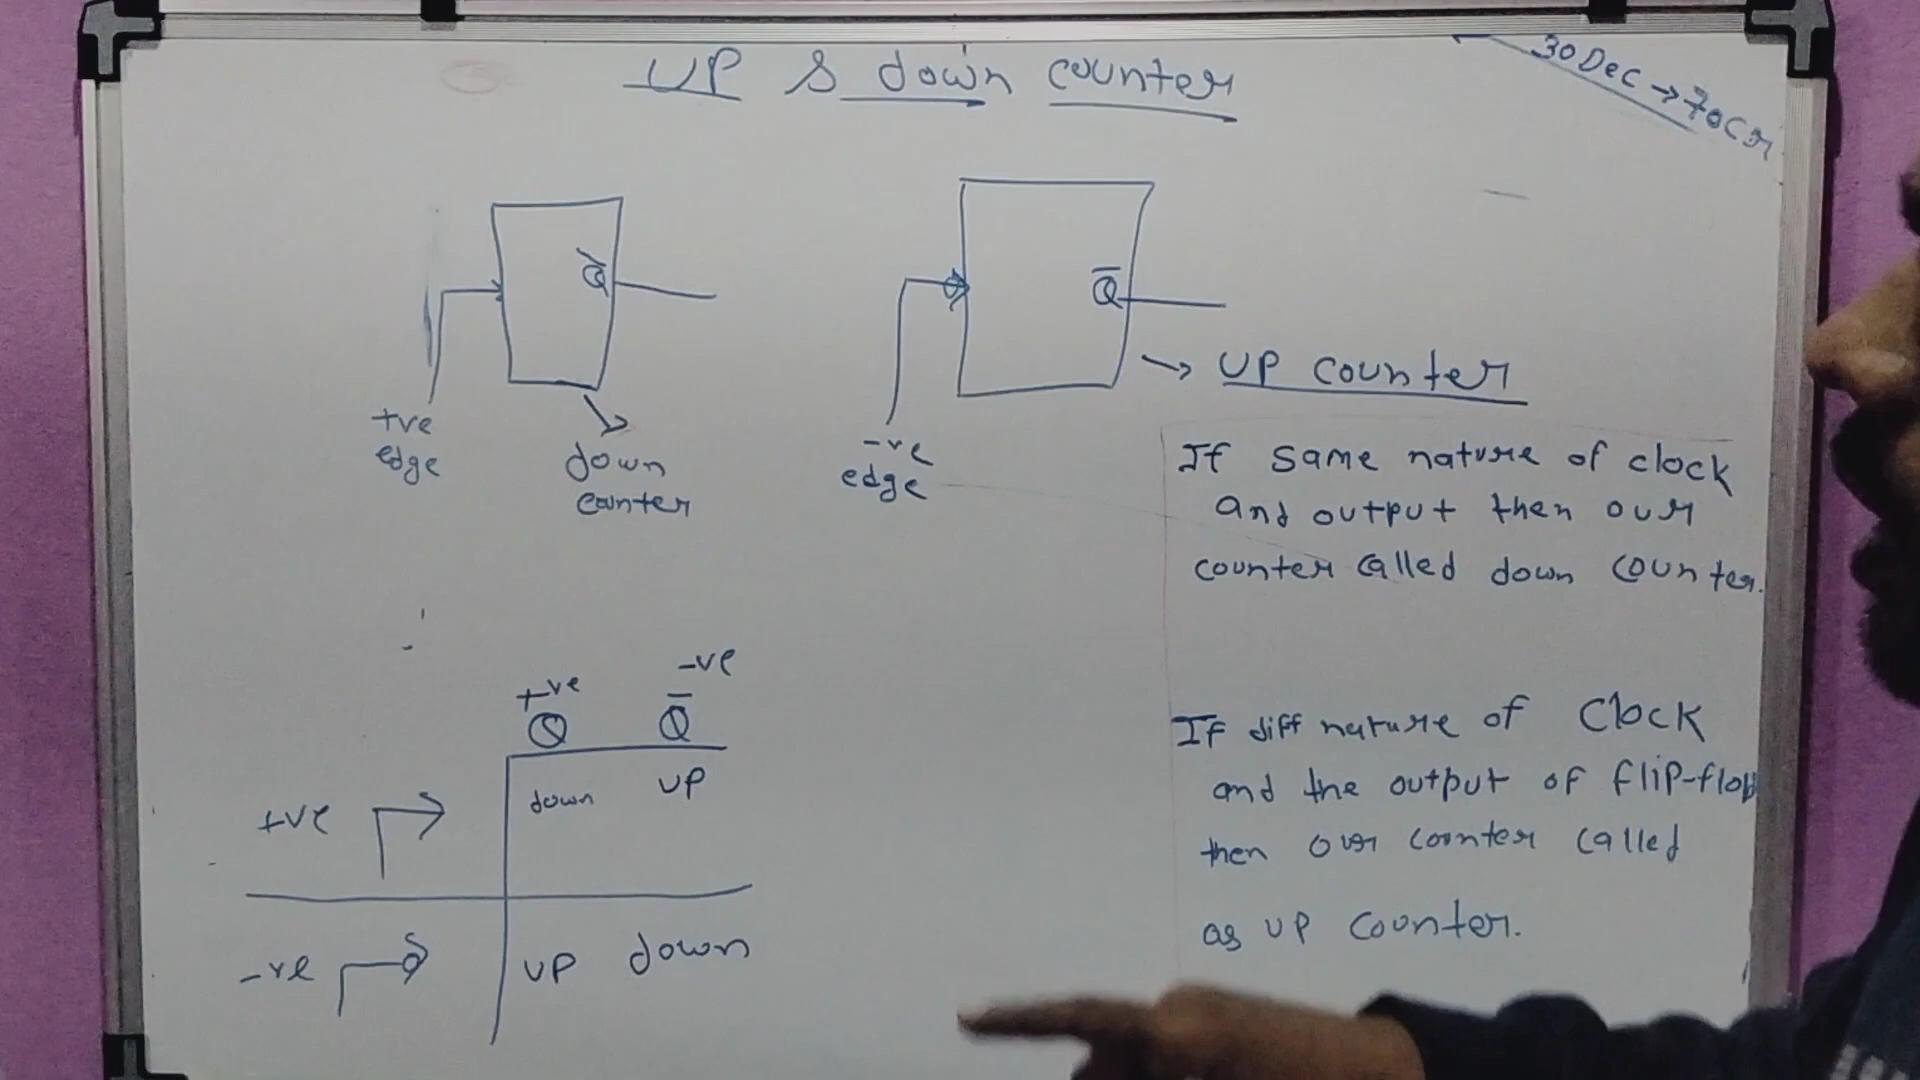 UP & down counter
30 Dec → 70 Cr
Q̅
+ve
edge
down
counter
Q̅
-ve
edge
→ UP counter
If same nature of clock
and output then our
counter called down counter.
If diff nature of clock
and the output of flip-flop
then our counter called
as UP counter.
+ve -ve
Q Q̅
+ve down UP
-ve UP down